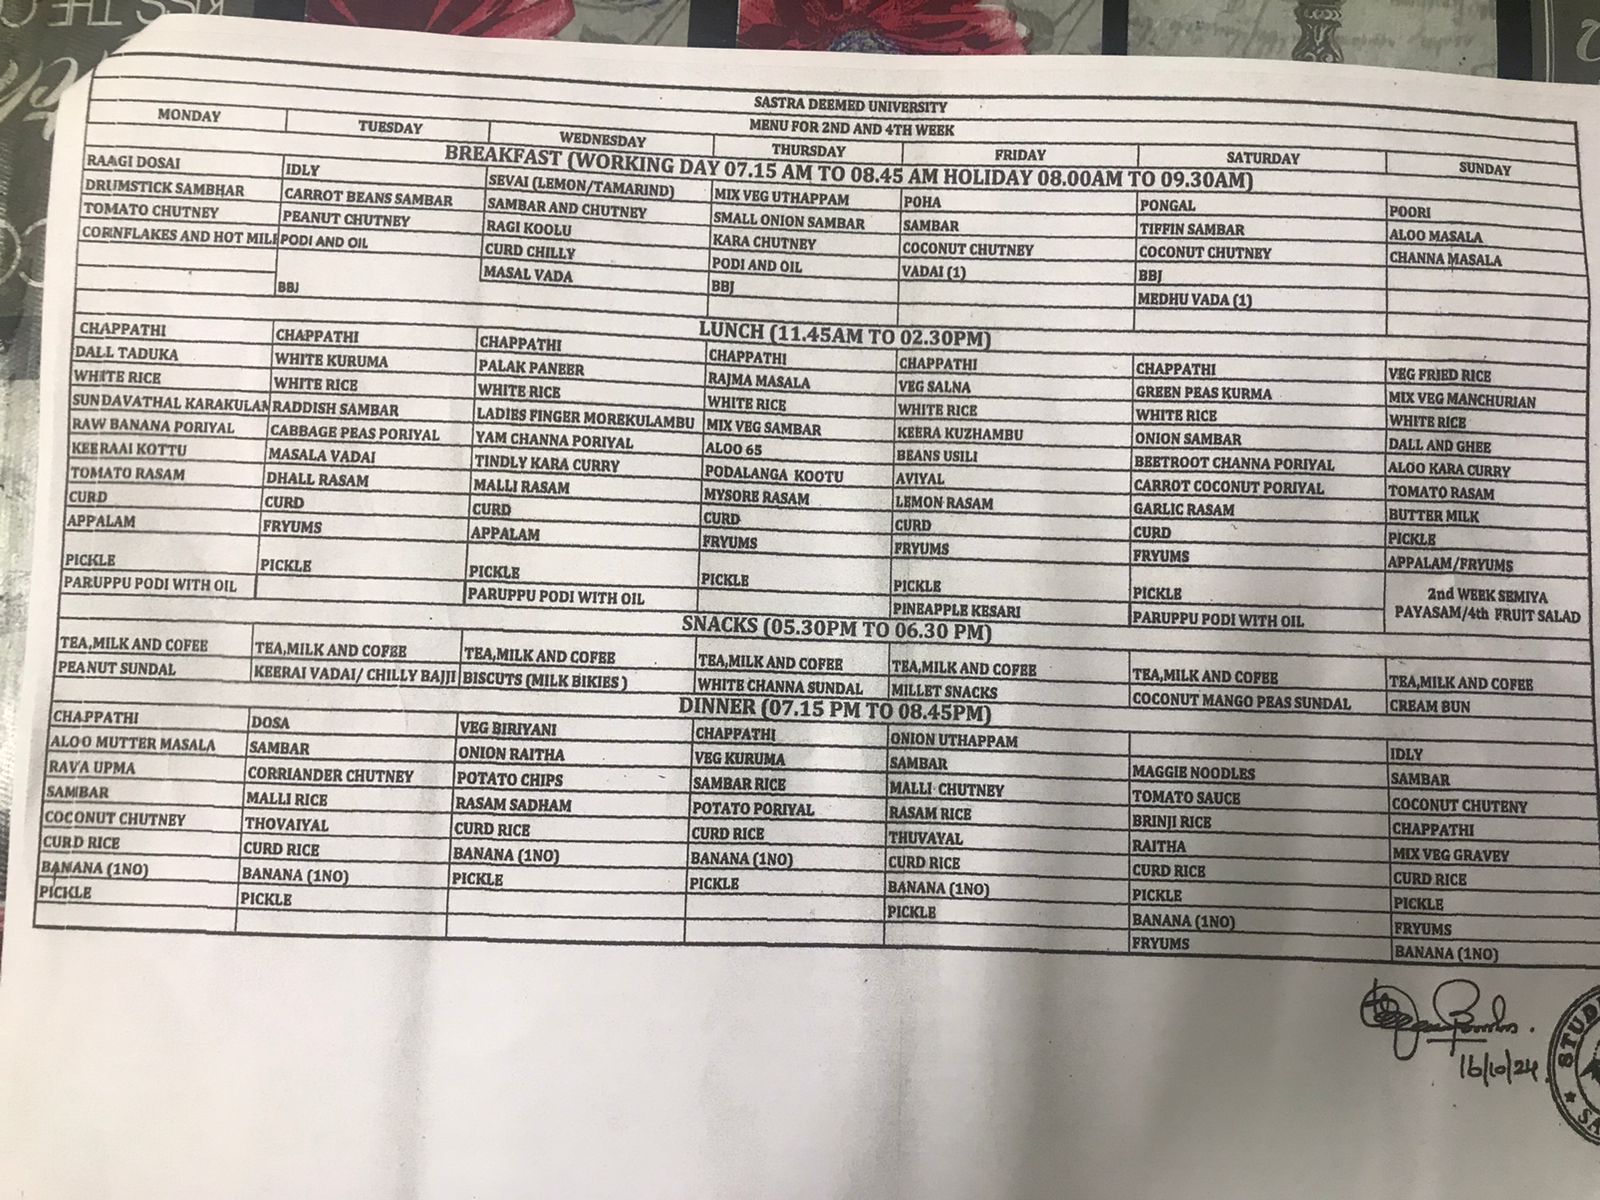 SASTRA DEEMED UNIVERSITY
MENU FOR 2ND AND 4TH WEEK
MONDAY TUESDAY WEDNESDAY THURSDAY FRIDAY SATURDAY SUNDAY
BREAKFAST (WORKING DAY 07.15 AM TO 08.45 AM HOLIDAY 08.00AM TO 09.30AM)
RAAGI DOSAI IDLY SEVAI (LEMON/TAMARIND) MIX VEG UTHAPPAM POHA PONGAL POORI
DRUMSTICK SAMBHAR CARROT BEANS SAMBAR SAMBAR AND CHUTNEY SMALL ONION SAMBAR SAMBAR TIFFIN SAMBAR ALOO MASALA
TOMATO CHUTNEY PEANUT CHUTNEY RAGI KOOLU KARA CHUTNEY COCONUT CHUTNEY COCONUT CHUTNEY CHANNA MASALA
CORNFLAKES AND HOT MILK PODI AND OIL CURD CHILLY PODI AND OIL VADAI (1) BBJ
BBJ MASAL VADA BBJ MEDHU VADA (1)
LUNCH (11.45AM TO 02.30PM)
CHAPPATHI CHAPPATHI CHAPPATHI CHAPPATHI CHAPPATHI CHAPPATHI VEG FRIED RICE
DALL TADUKA WHITE KURUMA PALAK PANEER RAJMA MASALA VEG SALNA GREEN PEAS KURMA MIX VEG MANCHURIAN
WHITE RICE WHITE RICE WHITE RICE WHITE RICE WHITE RICE WHITE RICE WHITE RICE
SUNDAVATHAL KARAKULAN RADDISH SAMBAR LADIES FINGER MOREKULAMBU MIX VEG SAMBAR KEERA KUZHAMBU ONION SAMBAR DALL AND GHEE
RAW BANANA PORIYAL CABBAGE PEAS PORIYAL YAM CHANNA PORIYAL ALOO 65 BEANS USILI BEETROOT CHANNA PORIYAL ALOO KARA CURRY
KEERAAI KOTTU MASALA VADAI TINDLY KARA CURRY PODALANGA KOOTU AVIYAL CARROT COCONUT PORIYAL TOMATO RASAM
TOMATO RASAM DHALL RASAM MALLI RASAM MYSORE RASAM LEMON RASAM GARLIC RASAM BUTTER MILK
CURD CURD CURD CURD CURD CURD PICKLE
APPALAM FRYUMS APPALAM FRYUMS FRYUMS FRYUMS APPALAM/FRYUMS
PICKLE PICKLE PICKLE PICKLE PICKLE PICKLE 2nd WEEK SEMIYA
PARUPPU PODI WITH OIL PARUPPU PODI WITH OIL PINEAPPLE KESARI PARUPPU PODI WITH OIL PAYASAM/4th FRUIT SALAD
SNACKS (05.30PM TO 06.30 PM)
TEA,MILK AND COFEE TEA,MILK AND COFEE TEA,MILK AND COFEE TEA,MILK AND COFEE TEA,MILK AND COFEE TEA,MILK AND COFEE TEA,MILK AND COFEE
PEANUT SUNDAL KEERAI VADAI/ CHILLY BAJJI BISCUTS (MILK BIKIES ) WHITE CHANNA SUNDAL MILLET SNACKS COCONUT MANGO PEAS SUNDAL CREAM BUN
DINNER (07.15 PM TO 08.45PM)
CHAPPATHI DOSA VEG BIRIYANI CHAPPATHI ONION UTHAPPAM IDLY
ALOO MUTTER MASALA SAMBAR ONION RAITHA VEG KURUMA SAMBAR MAGGIE NOODLES SAMBAR
RAVA UPMA CORRIANDER CHUTNEY POTATO CHIPS SAMBAR RICE MALLI CHUTNEY TOMATO SAUCE COCONUT CHUTENY
SAMBAR MALLI RICE RASAM SADHAM POTATO PORIYAL RASAM RICE BRINJI RICE CHAPPATHI
COCONUT CHUTNEY THOVAIYAL CURD RICE CURD RICE THUVAYAL RAITHA MIX VEG GRAVEY
CURD RICE CURD RICE BANANA (1NO) BANANA (1NO) CURD RICE CURD RICE CURD RICE
BANANA (1NO) BANANA (1NO) PICKLE PICKLE BANANA (1NO) PICKLE PICKLE
PICKLE PICKLE PICKLE BANANA (1NO) FRYUMS
FRYUMS BANANA (1NO)
16/10/24